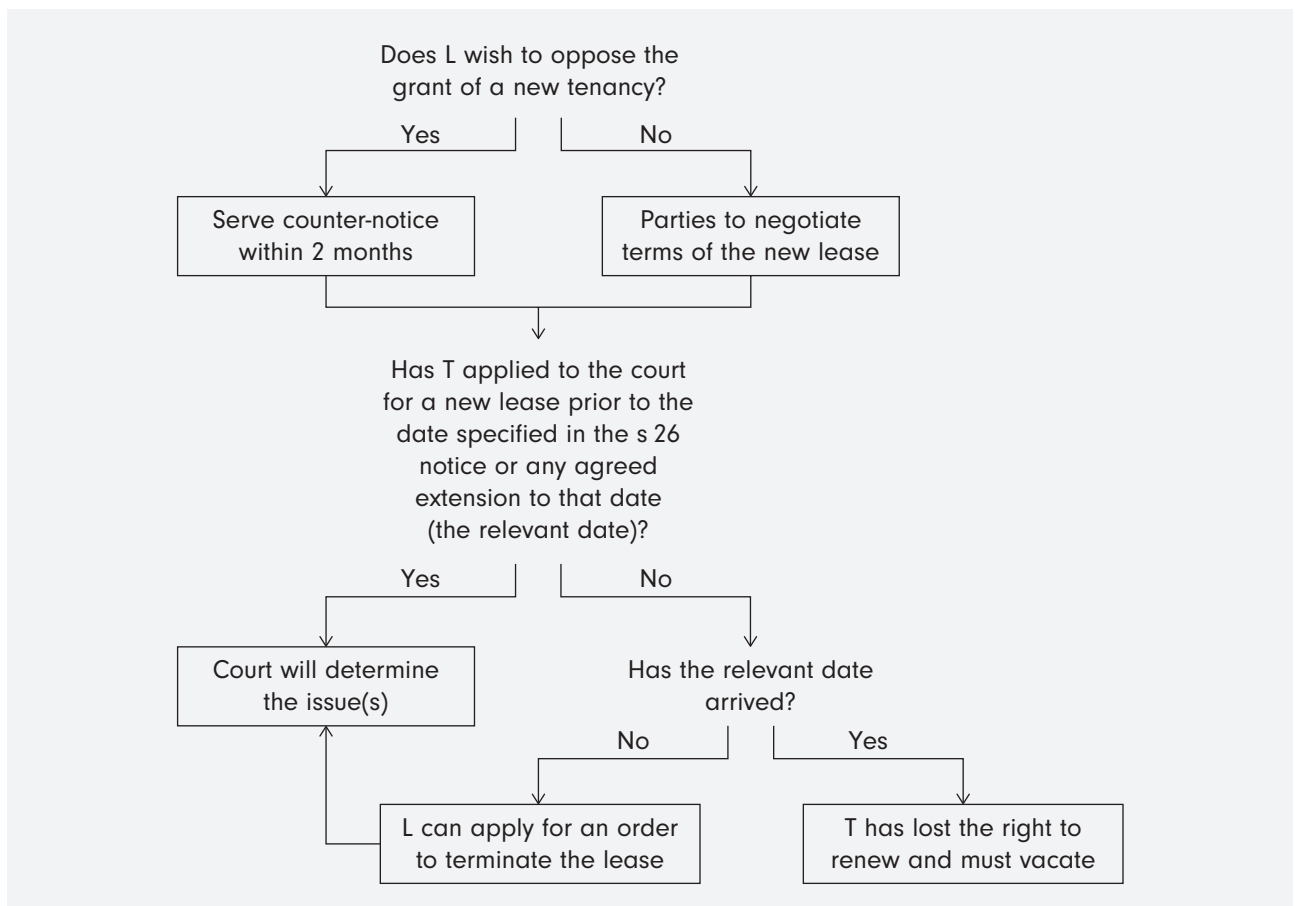 Does L wish to oppose the
grant of a new tenancy?
Yes
No
Serve counter-notice
within 2 months
Parties to negotiate
terms of the new lease
Has T applied to the court
for a new lease prior to the
date specified in the s 26
notice or any agreed
extension to that date
(the relevant date)?
Yes
No
Court will determine
the issue(s)
Has the relevant date
arrived?
No
Yes
L can apply for an order
to terminate the lease
T has lost the right to
renew and must vacate